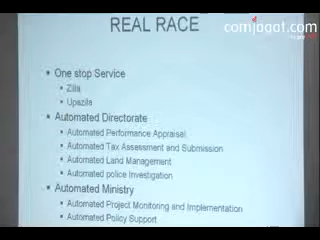 comjagat.com
REAL RACE
• One stop Service
• Zilla
• Upazila
• Automated Directorate
• Automated Performance Appraisal
• Automated Tax Assessment and Submission
• Automated Land Management
• Automated police Investigation
• Automated Ministry
• Automated Project Monitoring and Implementation
• Automated Policy Support